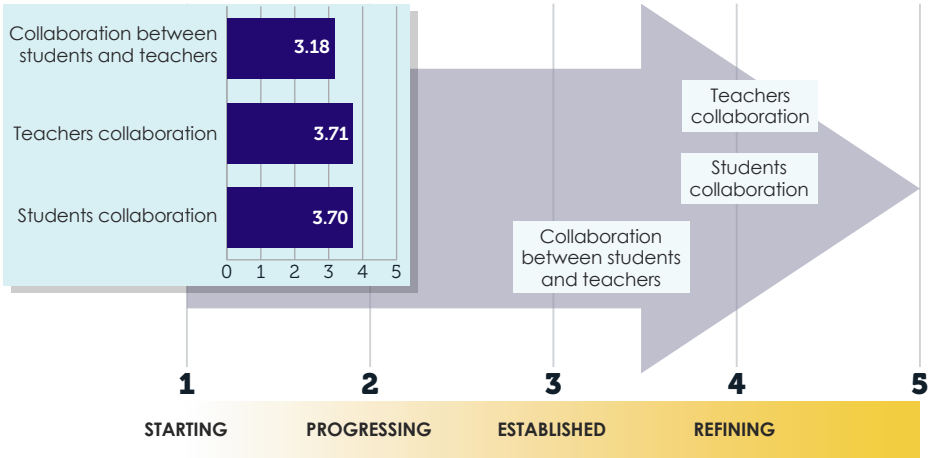 Collaboration between
students and teachers
3.18
Teachers collaboration
3.71
Students collaboration
3.70
0 1 2 3 4 5
Teachers
collaboration
Students
collaboration
Collaboration
between students
and teachers
1 2 3 4 5
STARTING PROGRESSING ESTABLISHED REFINING